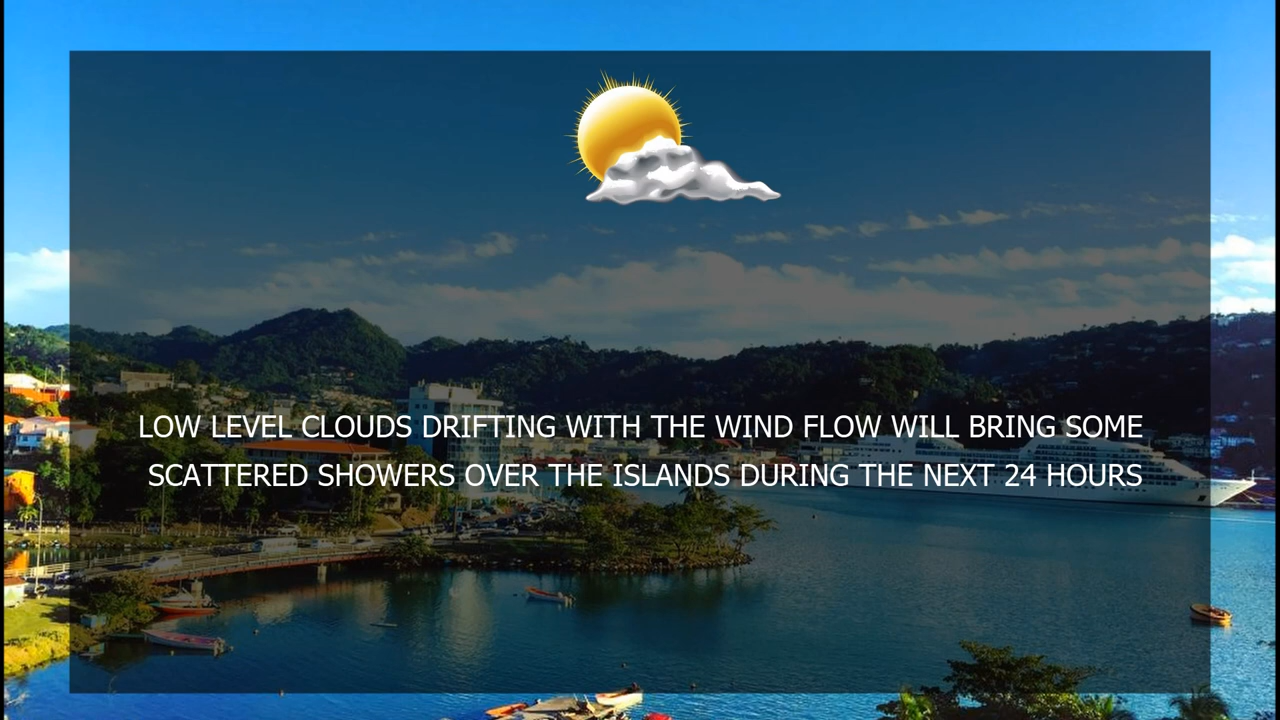 LOW LEVEL CLOUDS DRIFTING WITH THE WIND FLOW WILL BRING SOME
SCATTERED SHOWERS OVER THE ISLANDS DURING THE NEXT 24 HOURS